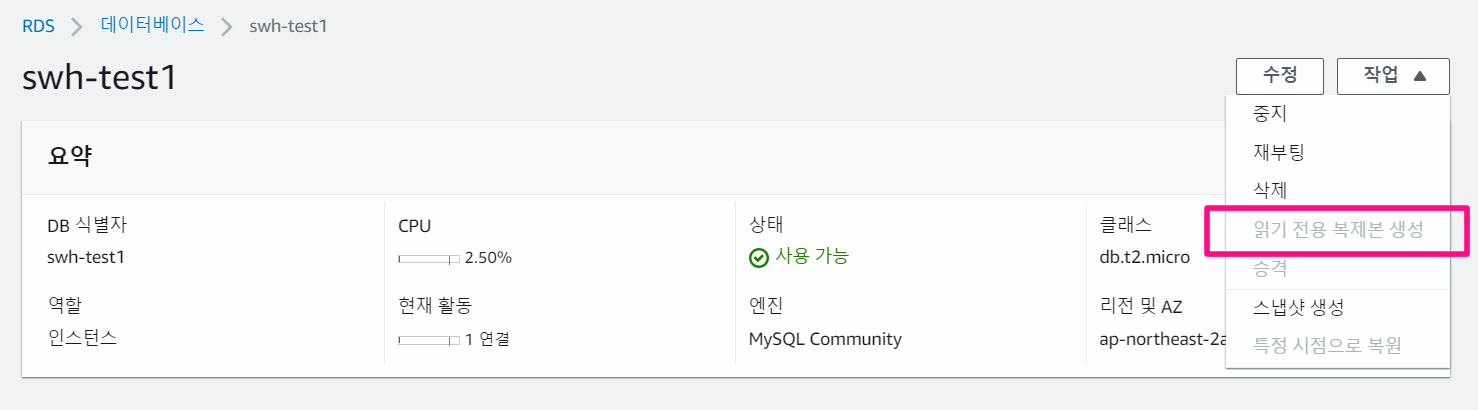 RDS > 데이터베이스 > swh-test1
swh-test1
수정
작업
중지
재부팅
삭제
읽기 전용 복제본 생성
승격
스냅샷 생성
특정 시점으로 복원
요약
DB 식별자
swh-test1
CPU
2.50%
상태
사용 가능
클래스
db.t2.micro
역할
인스턴스
현재 활동
1 연결
엔진
MySQL Community
리전 및 AZ
ap-northeast-2a